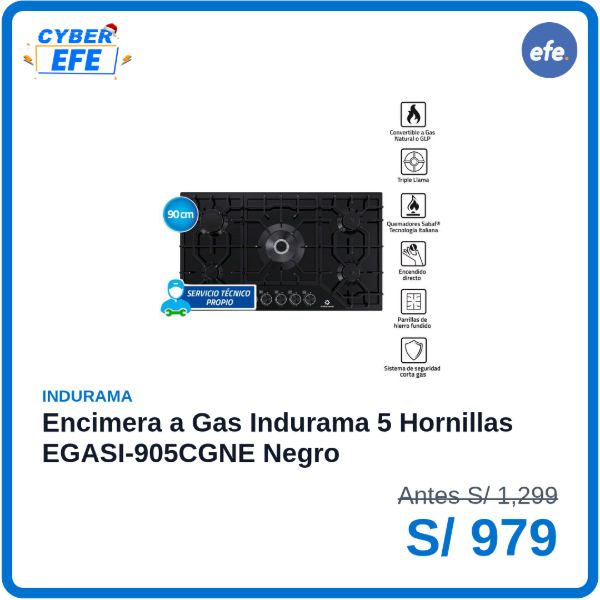 CYBER
EFE
efe.
Convertible a Gas
Natural o GLP
Triple Llama
Quemadores Sabaf®
Tecnología Italiana
Encendido
directo
Parrillas de
hierro fundido
Sistema de seguridad
corta gas
90 cm
SERVICIO TÉCNICO
PROPIO
INDURAMA
Encimera a Gas Indurama 5 Hornillas
EGASI-905CGNE Negro
Antes S/ 1,299
S/ 979